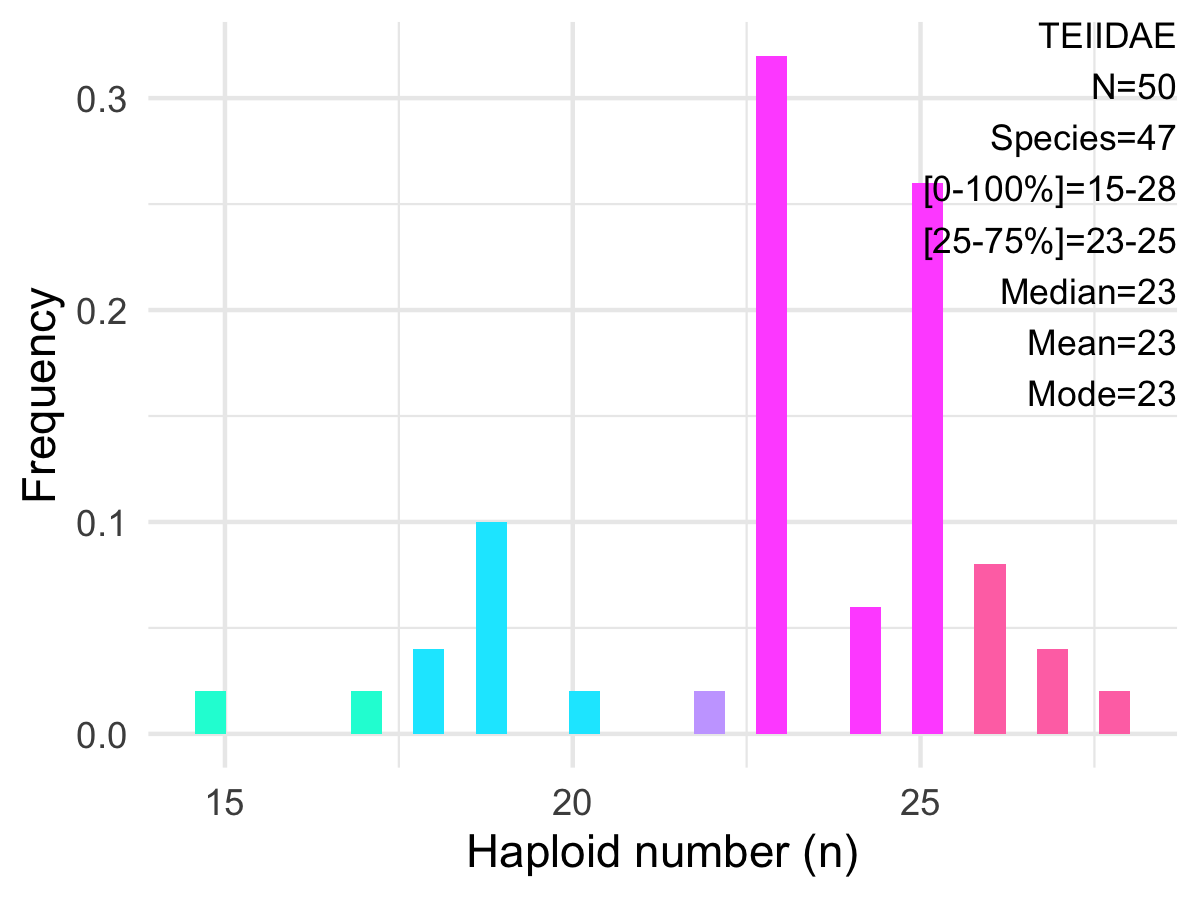 TEIIDAE
N=50
Species=47
[0-100%]=15-28
[25-75%]=23-25
Median=23
Mean=23
Mode=23
Frequency
0.3
0.2
0.1
0.0
15 20 25
Haploid number (n)